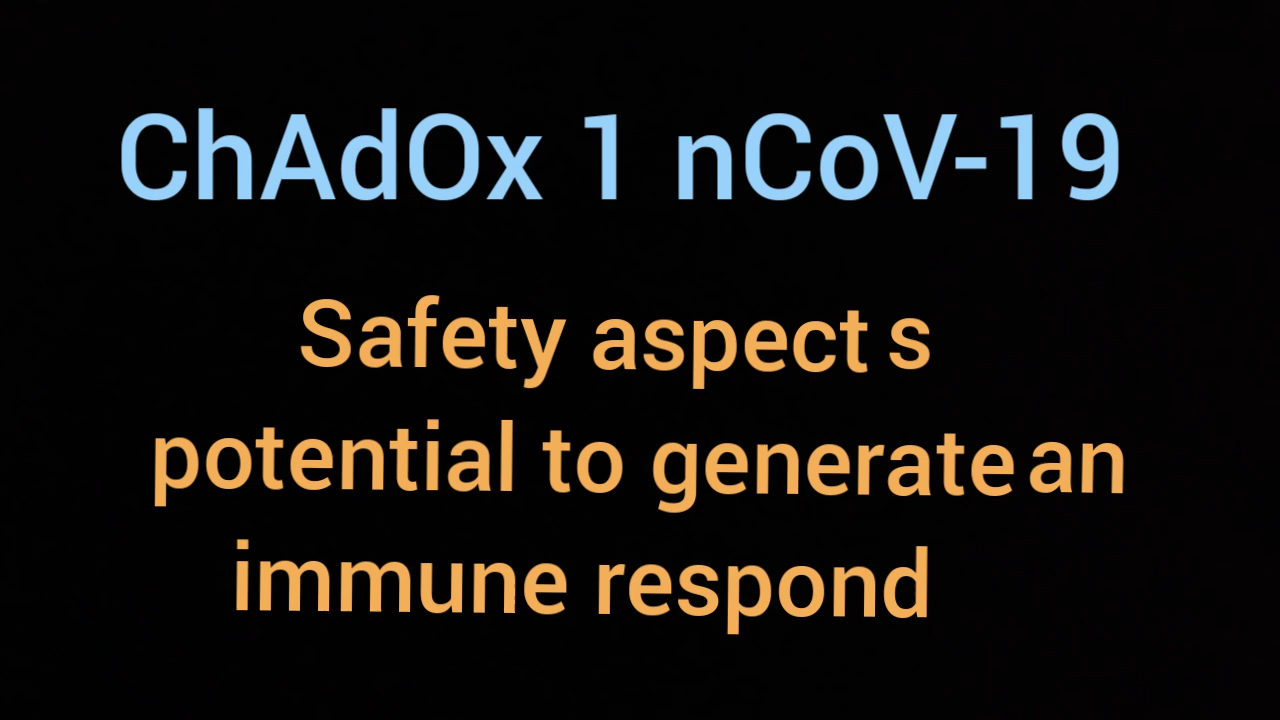 ChAdOx 1 nCoV-19
Safety aspect s
potential to generate an
immune respond